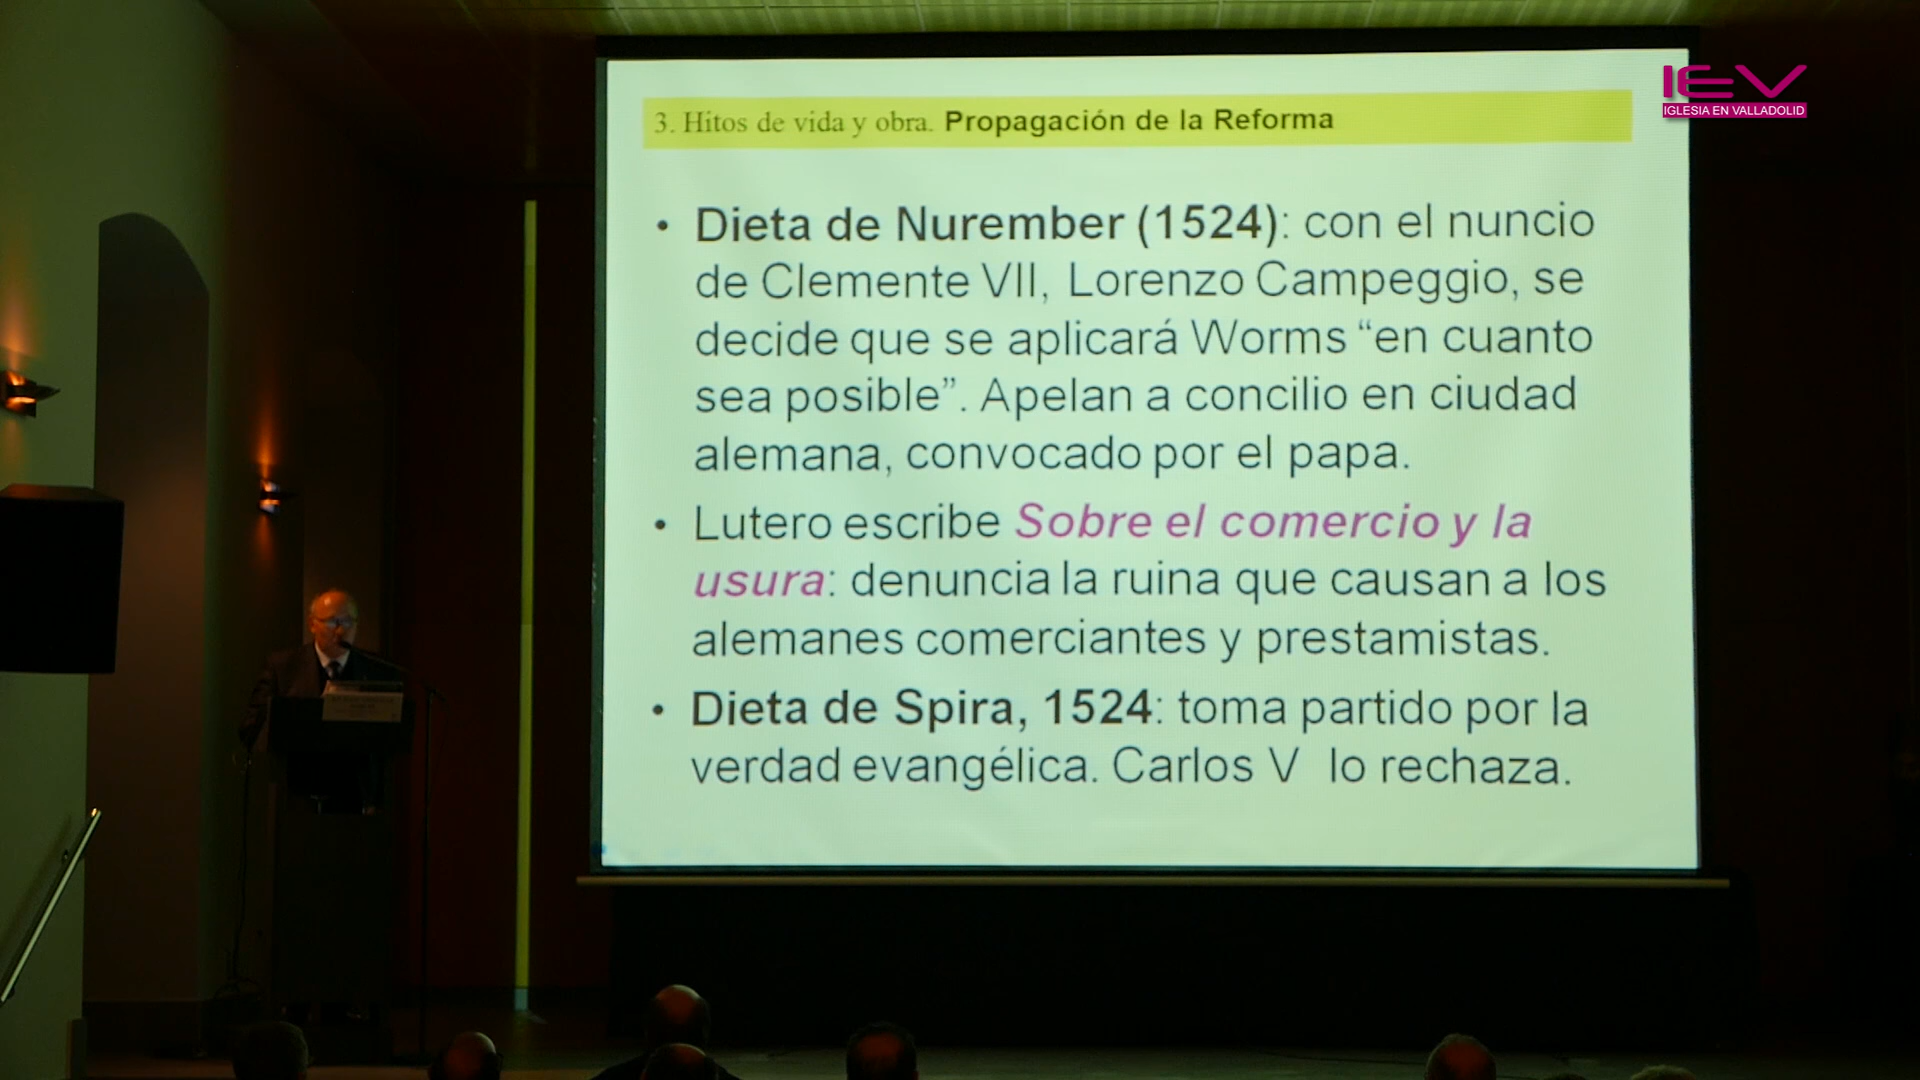 IEV
IGLESIA EN VALLADOLID
3. Hitos de vida y obra. Propagación de la Reforma
• Dieta de Nurember (1524): con el nuncio
de Clemente VII, Lorenzo Campeggio, se
decide que se aplicará Worms “en cuanto
sea posible”. Apelan a concilio en ciudad
alemana, convocado por el papa.
• Lutero escribe Sobre el comercio y la
usura: denuncia la ruina que causan a los
alemanes comerciantes y prestamistas.
• Dieta de Spira, 1524: toma partido por la
verdad evangélica. Carlos V lo rechaza.